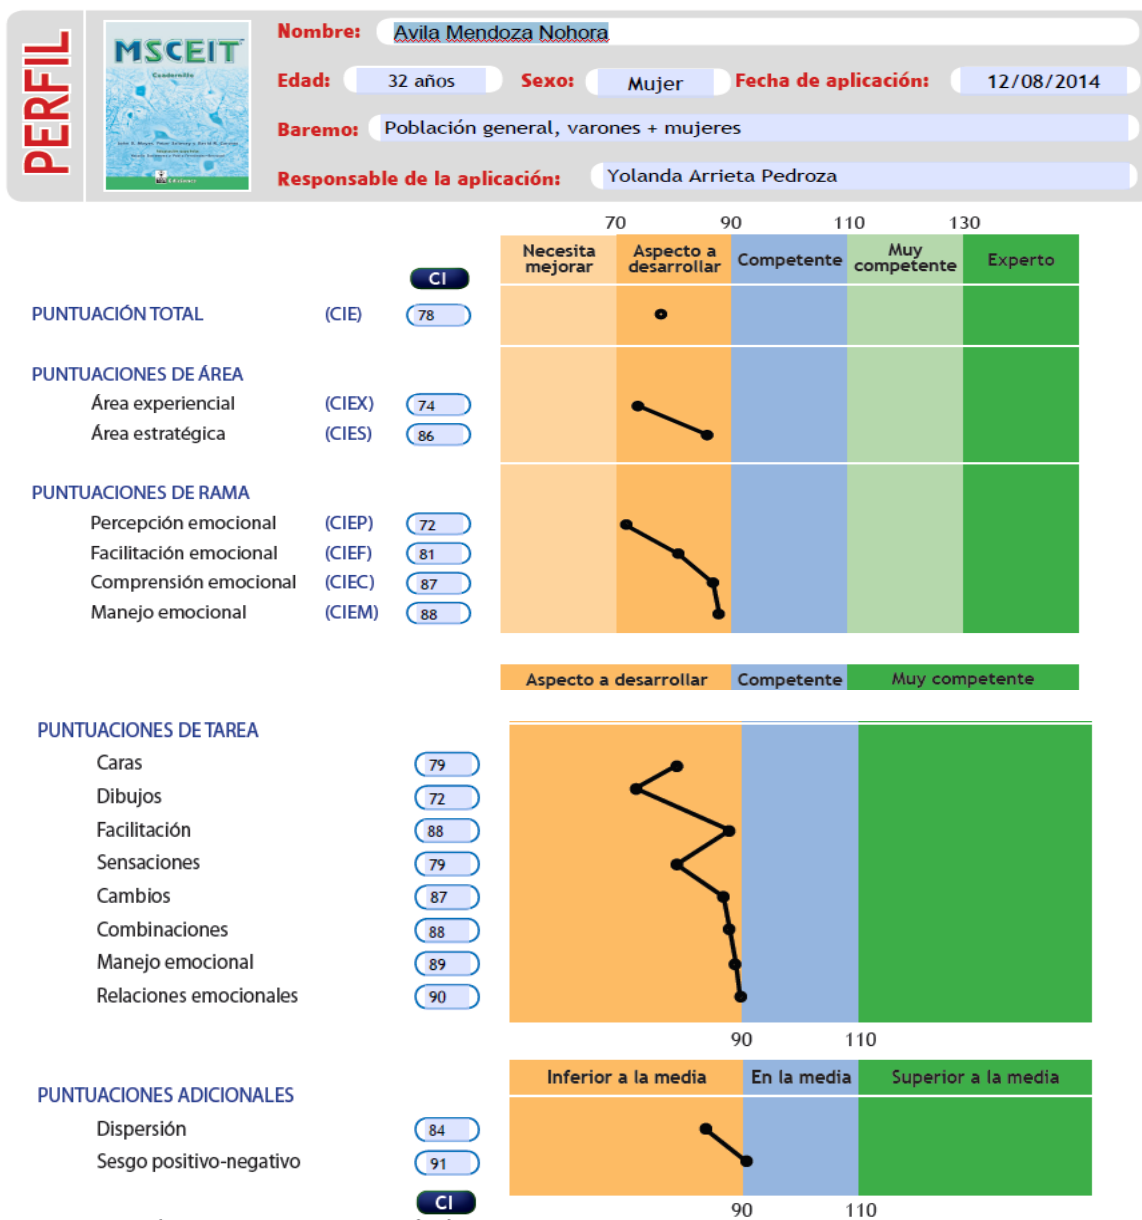 PERFIL
MSCEIT
Cuadernillo
Nombre: Avila Mendoza Nohora
Edad: 32 años Sexo: Mujer Fecha de aplicación: 12/08/2014
Baremo: Población general, varones + mujeres
Responsable de la aplicación: Yolanda Arrieta Pedroza
70 90 110 130
Necesita mejorar Aspecto a desarrollar Competente Muy competente Experto
CI
PUNTUACIÓN TOTAL (CIE) 78
PUNTUACIONES DE ÁREA
Área experiencial (CIEX) 74
Área estratégica (CIES) 86
PUNTUACIONES DE RAMA
Percepción emocional (CIEP) 72
Facilitación emocional (CIEF) 81
Comprensión emocional (CIEC) 87
Manejo emocional (CIEM) 88
Aspecto a desarrollar Competente Muy competente
PUNTUACIONES DE TAREA
Caras 79
Dibujos 72
Facilitación 88
Sensaciones 79
Cambios 87
Combinaciones 88
Manejo emocional 89
Relaciones emocionales 90
90 110
Inferior a la media En la media Superior a la media
PUNTUACIONES ADICIONALES
Dispersión 84
Sesgo positivo-negativo 91
CI
90 110